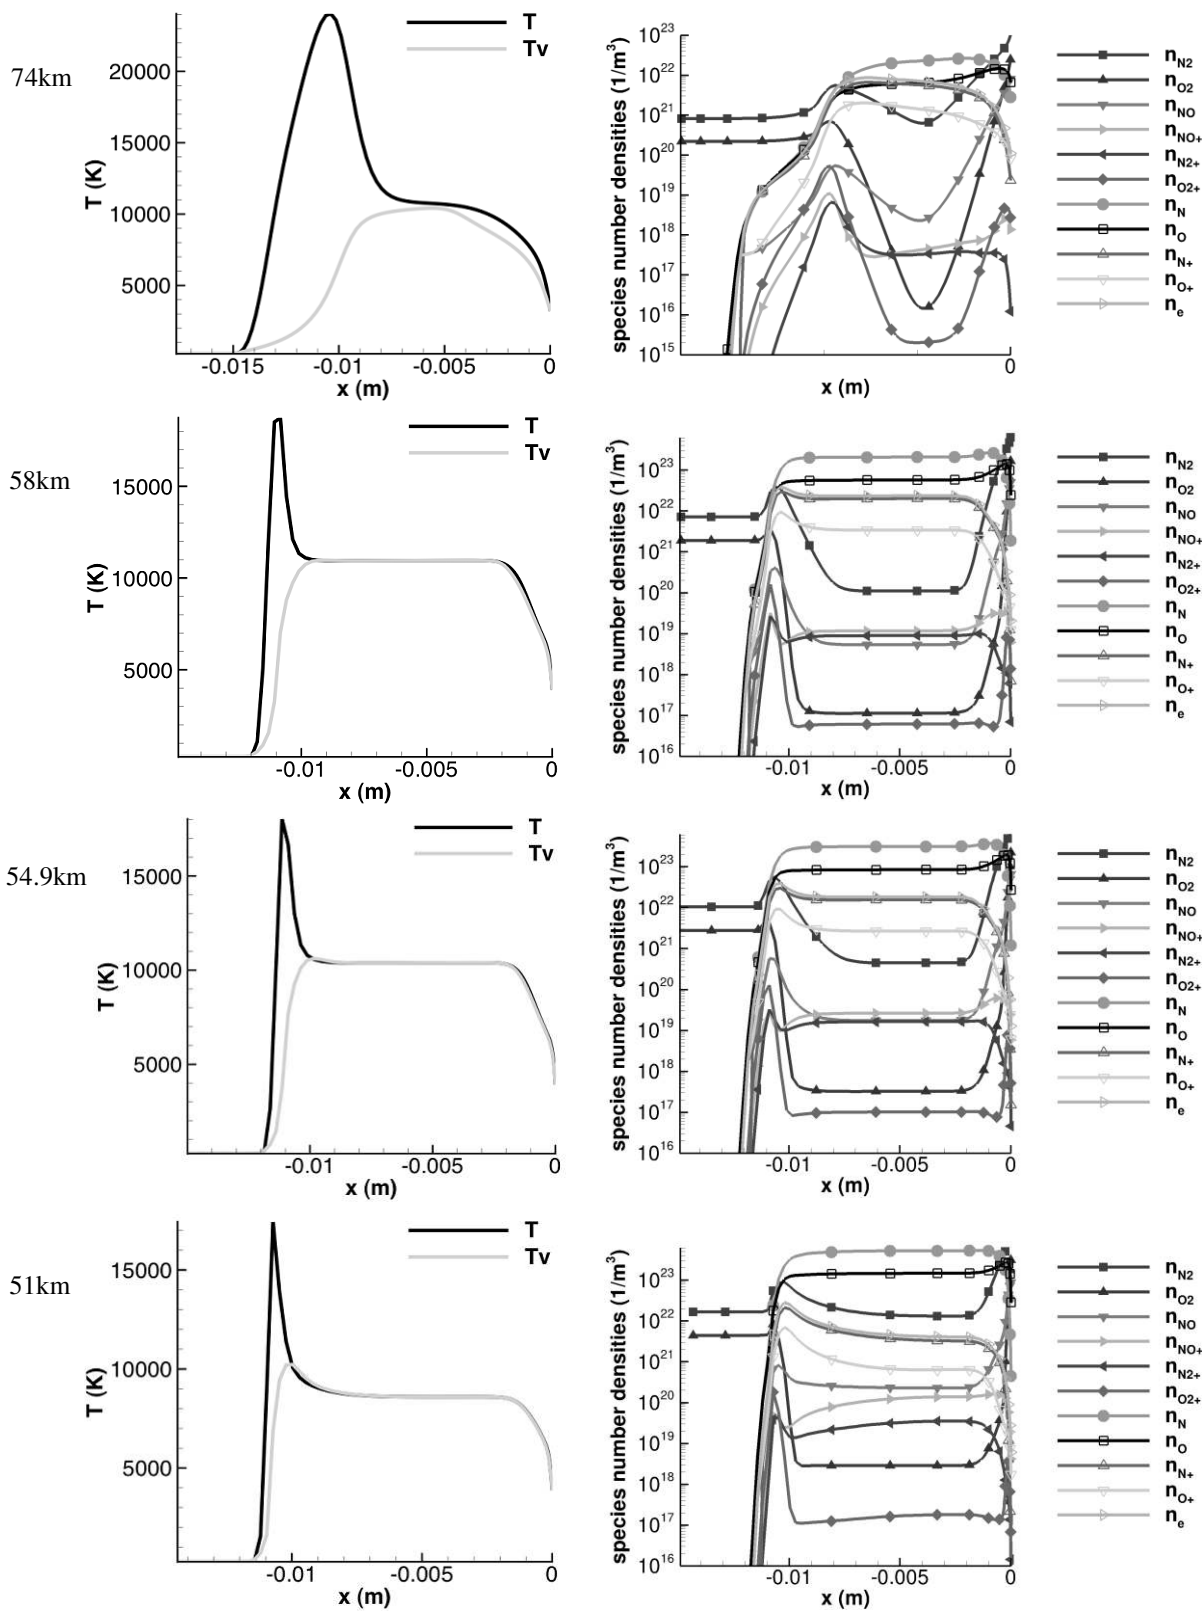 74km
T
Tv
20000
15000
10000
5000
T (K)
-0.015
-0.01
-0.005
0
x (m)
species number densities (1/m³)
10²³
10²²
10²¹
10²⁰
10¹⁹
10¹⁸
10¹⁷
10¹⁶
10¹⁵
0
x (m)
n_N2
n_O2
n_NO
n_NO+
n_N2+
n_O2+
n_N
n_O
n_N+
n_O+
n_e
58km
T
Tv
15000
10000
5000
T (K)
-0.01
-0.005
0
x (m)
species number densities (1/m³)
10²³
10²²
10²¹
10²⁰
10¹⁹
10¹⁸
10¹⁷
10¹⁶
-0.01
-0.005
0
x (m)
n_N2
n_O2
n_NO
n_NO+
n_N2+
n_O2+
n_N
n_O
n_N+
n_O+
n_e
54.9km
T
Tv
15000
10000
5000
T (K)
-0.01
-0.005
0
x (m)
species number densities (1/m³)
10²³
10²²
10²¹
10²⁰
10¹⁹
10¹⁸
10¹⁷
10¹⁶
-0.01
-0.005
0
x (m)
n_N2
n_O2
n_NO
n_NO+
n_N2+
n_O2+
n_N
n_O
n_N+
n_O+
n_e
51km
T
Tv
15000
10000
5000
T (K)
-0.01
-0.005
0
x (m)
species number densities (1/m³)
10²³
10²²
10²¹
10²⁰
10¹⁹
10¹⁸
10¹⁷
10¹⁶
-0.01
-0.005
0
x (m)
n_N2
n_O2
n_NO
n_NO+
n_N2+
n_O2+
n_N
n_O
n_N+
n_O+
n_e